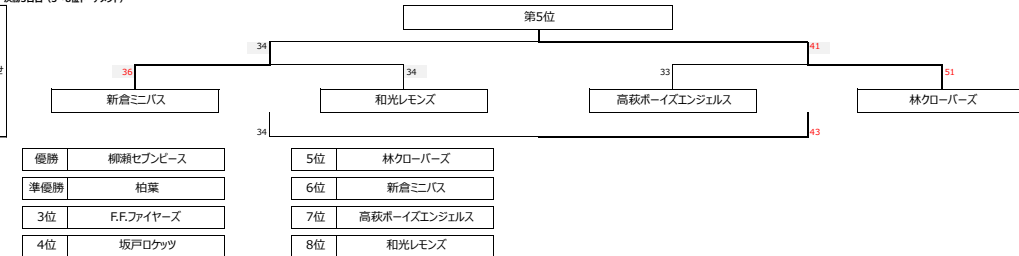 第5位
34 41
36 34 33 51
新倉ミニバス 和光レモンズ 高萩ボーイズエンジェルス 林クローバーズ
34 43
優勝 柳瀬セブンピース 5位 林クローバーズ
準優勝 柏葉 6位 新倉ミニバス
3位 F.F.ファイヤーズ 7位 高萩ボーイズエンジェルス
4位 坂戸ロケッツ 8位 和光レモンズ